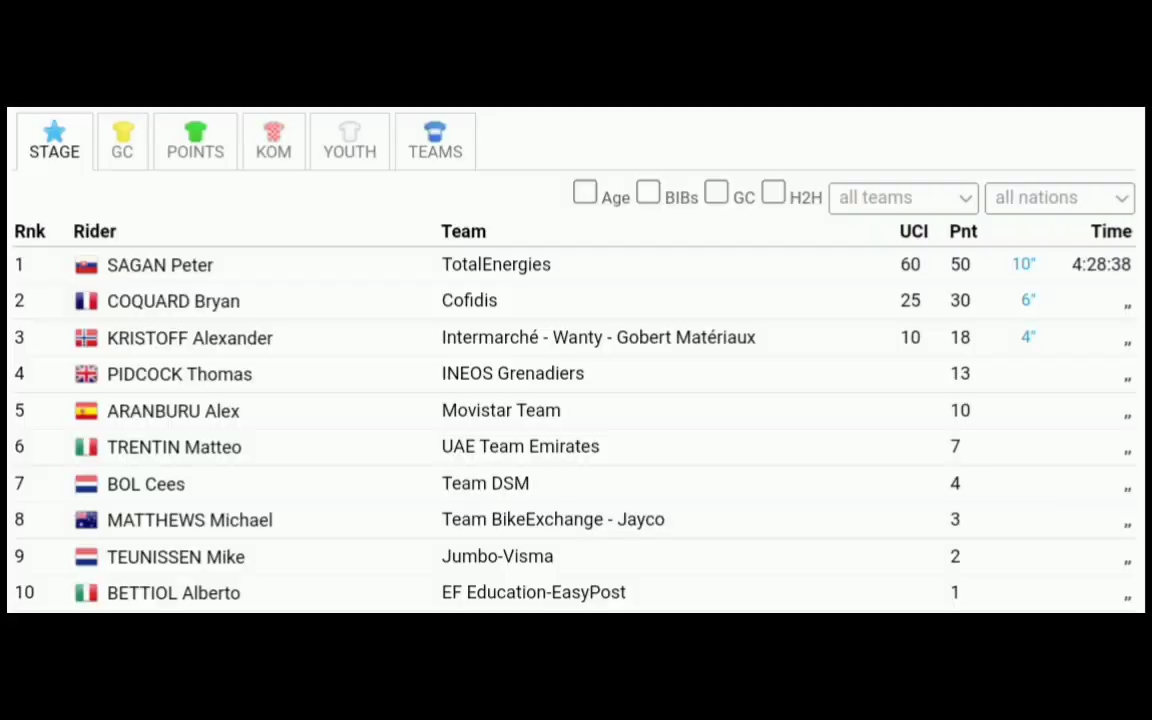 STAGE GC POINTS KOM YOUTH TEAMS
Age BIBs GC H2H all teams all nations
Rnk Rider Team UCI Pnt Time
1 SAGAN Peter TotalEnergies 60 50 10" 4:28:38
2 COQUARD Bryan Cofidis 25 30 6" ,,
3 KRISTOFF Alexander Intermarché - Wanty - Gobert Matériaux 10 18 4" ,,
4 PIDCOCK Thomas INEOS Grenadiers 13 ,,
5 ARANBURU Alex Movistar Team 10 ,,
6 TRENTIN Matteo UAE Team Emirates 7 ,,
7 BOL Cees Team DSM 4 ,,
8 MATTHEWS Michael Team BikeExchange - Jayco 3 ,,
9 TEUNISSEN Mike Jumbo-Visma 2 ,,
10 BETTIOL Alberto EF Education-EasyPost 1 ,,